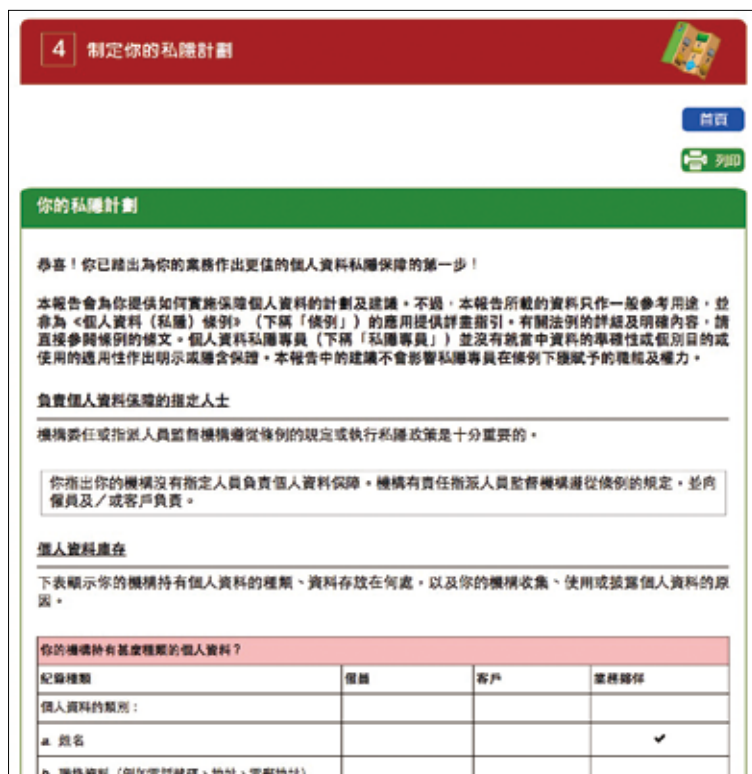 4 制定你的私隱計劃
首頁
列印
你的私隱計劃
恭喜！你已踏出為你的業務作出更佳的個人資料私隱保障的第一步！
本報告會為你提供如何實施保障個人資料的計劃及建議。不過，本報告所載的資料只作一般參考用途，並
非為《個人資料（私隱）條例》（下稱「條例」）的應用提供詳盡指引。有關法例的詳細及明確內容，請
直接參閱條例的條文。個人資料私隱專員（下稱「私隱專員」）並沒有就當中資料的準確性或個別目的或
使用的適用性作出明示或隱含保證。本報告中的建議不會影響私隱專員在條例下獲賦予的職能及權力。
負責個人資料保障的指定人士
機構委任或指派人員監督機構遵從條例的規定或執行私隱政策是十分重要的。
你指出你的機構沒有指定人員負責個人資料保障。機構有責任指派人員監督機構遵從條例的規定，並向
僱員及／或客戶負責。
個人資料庫存
下表顯示你的機構持有個人資料的種類、資料存放在何處，以及你的機構收集、使用或披露個人資料的原
因。
你的機構持有甚麼種類的個人資料？
紀錄種類 僱員 客戶 業務夥伴
個人資料的類別：
a. 姓名 ✔